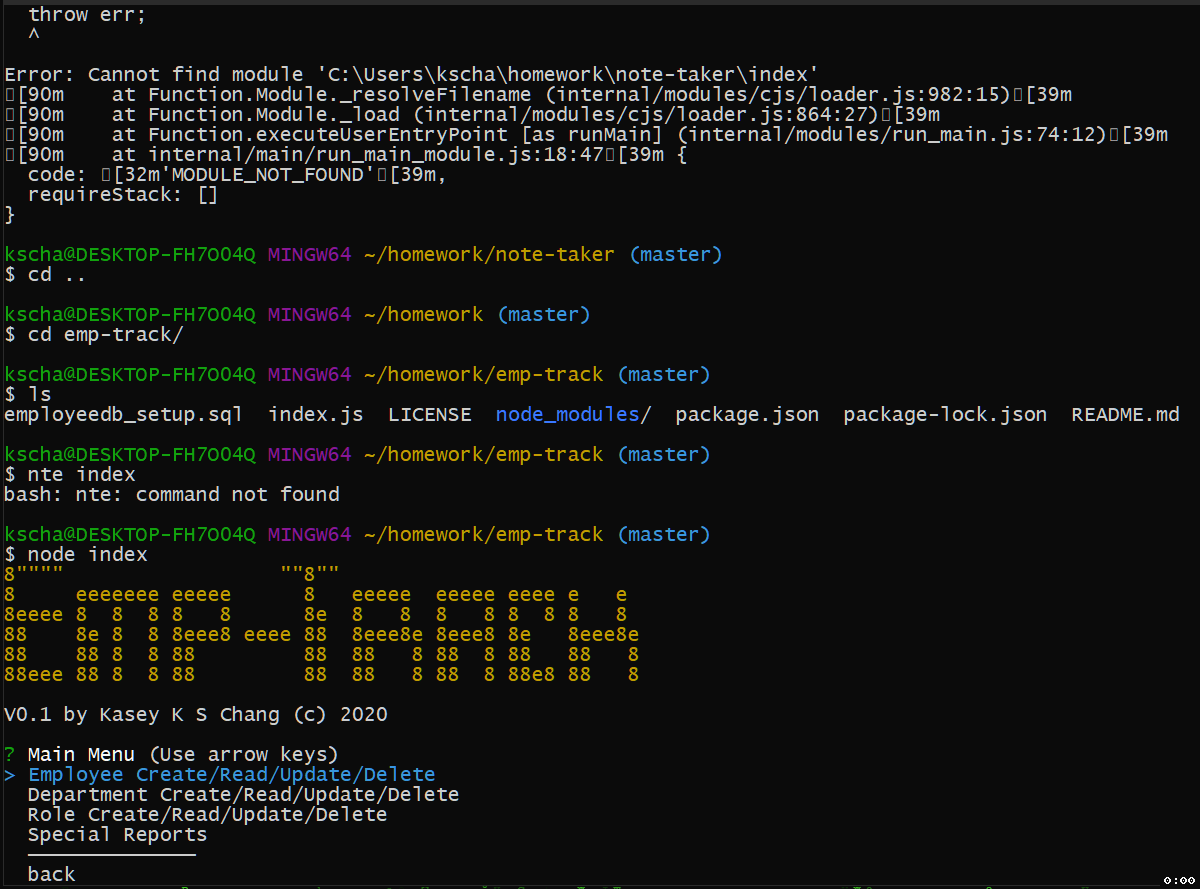 throw err;
  ^

Error: Cannot find module 'C:\Users\kscha\homework\note-taker\index'
[90m    at Function.Module._resolveFilename (internal/modules/cjs/loader.js:982:15)[39m
[90m    at Function.Module._load (internal/modules/cjs/loader.js:864:27)[39m
[90m    at Function.executeUserEntryPoint [as runMain] (internal/modules/run_main.js:74:12)[39m
[90m    at internal/main/run_main_module.js:18:47[39m {
  code: [32m'MODULE_NOT_FOUND'[39m,
  requireStack: []
}

kscha@DESKTOP-FH7OO4Q MINGW64 ~/homework/note-taker (master)
$ cd ..

kscha@DESKTOP-FH7OO4Q MINGW64 ~/homework (master)
$ cd emp-track/

kscha@DESKTOP-FH7OO4Q MINGW64 ~/homework/emp-track (master)
$ ls
employeedb_setup.sql  index.js  LICENSE  node_modules/  package.json  package-lock.json  README.md

kscha@DESKTOP-FH7OO4Q MINGW64 ~/homework/emp-track (master)
$ nte index
bash: nte: command not found

kscha@DESKTOP-FH7OO4Q MINGW64 ~/homework/emp-track (master)
$ node index
8""""                  ""8""
8     eeeeeee eeeee      8   eeeee  eeeee eeee e   e
8eeee 8  8  8 8   8      8e  8   8  8   8 8  8 8   8
88    8e 8  8 8eee8 eeee 88  8eee8e 8eee8 8e   8eee8e
88    88 8  8 88         88  88   8 88  8 88   88   8
88eee 88 8  8 88         88  88   8 88  8 88e8 88   8

V0.1 by Kasey K S Chang (c) 2020

? Main Menu (Use arrow keys)
> Employee Create/Read/Update/Delete
  Department Create/Read/Update/Delete
  Role Create/Read/Update/Delete
  Special Reports
  ──────────────
  back
0:00